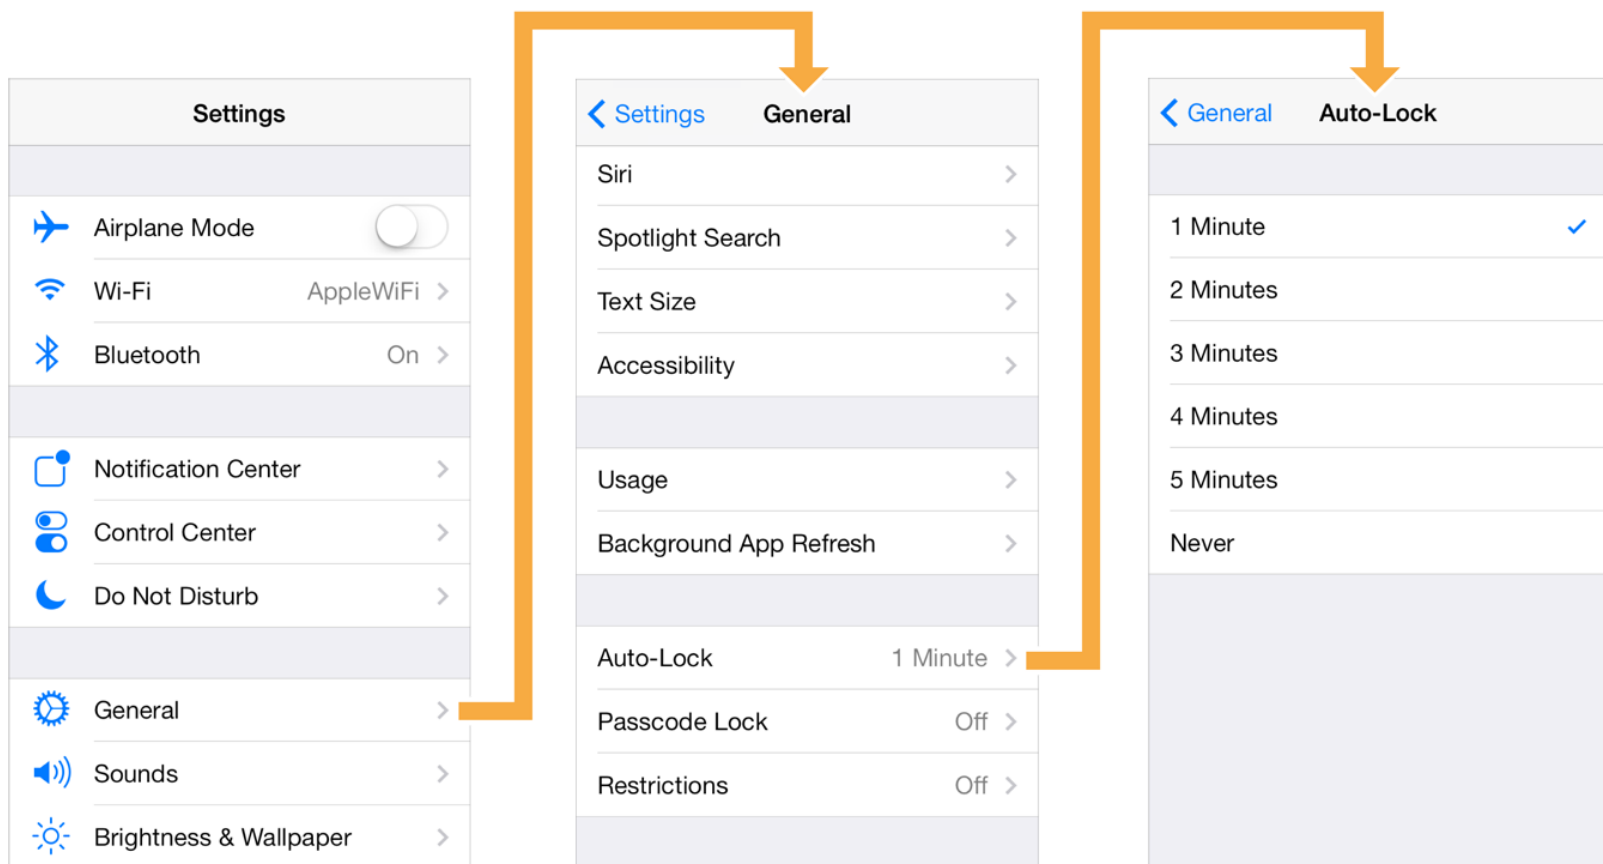 Settings
Airplane Mode
Wi-Fi AppleWiFi
Bluetooth On
Notification Center
Control Center
Do Not Disturb
General
Sounds
Brightness & Wallpaper
Settings General
Siri
Spotlight Search
Text Size
Accessibility
Usage
Background App Refresh
Auto-Lock 1 Minute
Passcode Lock Off
Restrictions Off
General Auto-Lock
1 Minute
2 Minutes
3 Minutes
4 Minutes
5 Minutes
Never